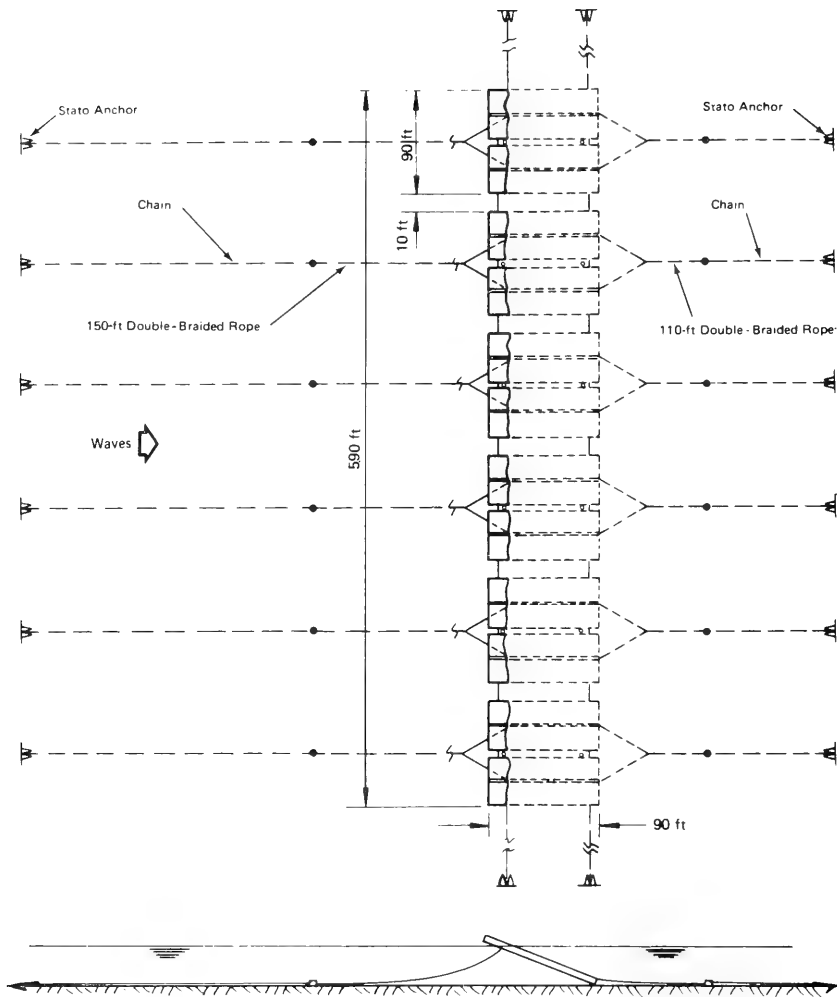 Stato Anchor
Stato Anchor
90 ft
Chain
Chain
10 ft
150-ft Double-Braided Rope
110-ft Double-Braided Rope
Waves
590 ft
90 ft